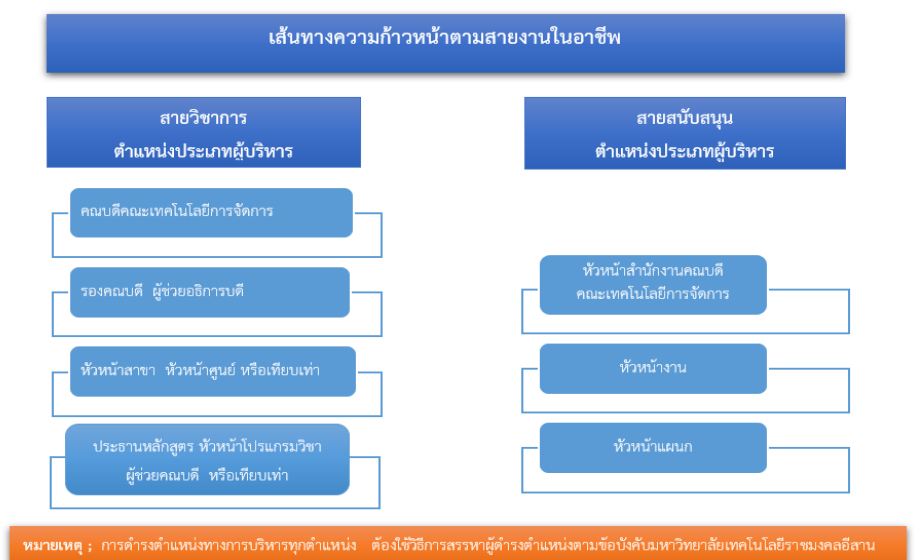 เส้นทางความก้าวหน้าตามสายงานในอาชีพ
สายวิชาการ
ตำแหน่งประเภทผู้บริหาร
คณบดีคณะเทคโนโลยีการจัดการ
รองคณบดี ผู้ช่วยอธิการบดี
หัวหน้าสาขา หัวหน้าศูนย์ หรือเทียบเท่า
ประธานหลักสูตร หัวหน้าโปรแกรมวิชา
ผู้ช่วยคณบดี หรือเทียบเท่า
สายสนับสนุน
ตำแหน่งประเภทผู้บริหาร
หัวหน้าสำนักงานคณบดี
คณะเทคโนโลยีการจัดการ
หัวหน้างาน
หัวหน้าแผนก
หมายเหตุ ; การดำรงตำแหน่งทางการบริหารทุกตำแหน่ง ต้องใช้วิธีการสรรหาผู้ดำรงตำแหน่งตามข้อบังคับมหาวิทยาลัยเทคโนโลยีราชมงคลอีสาน